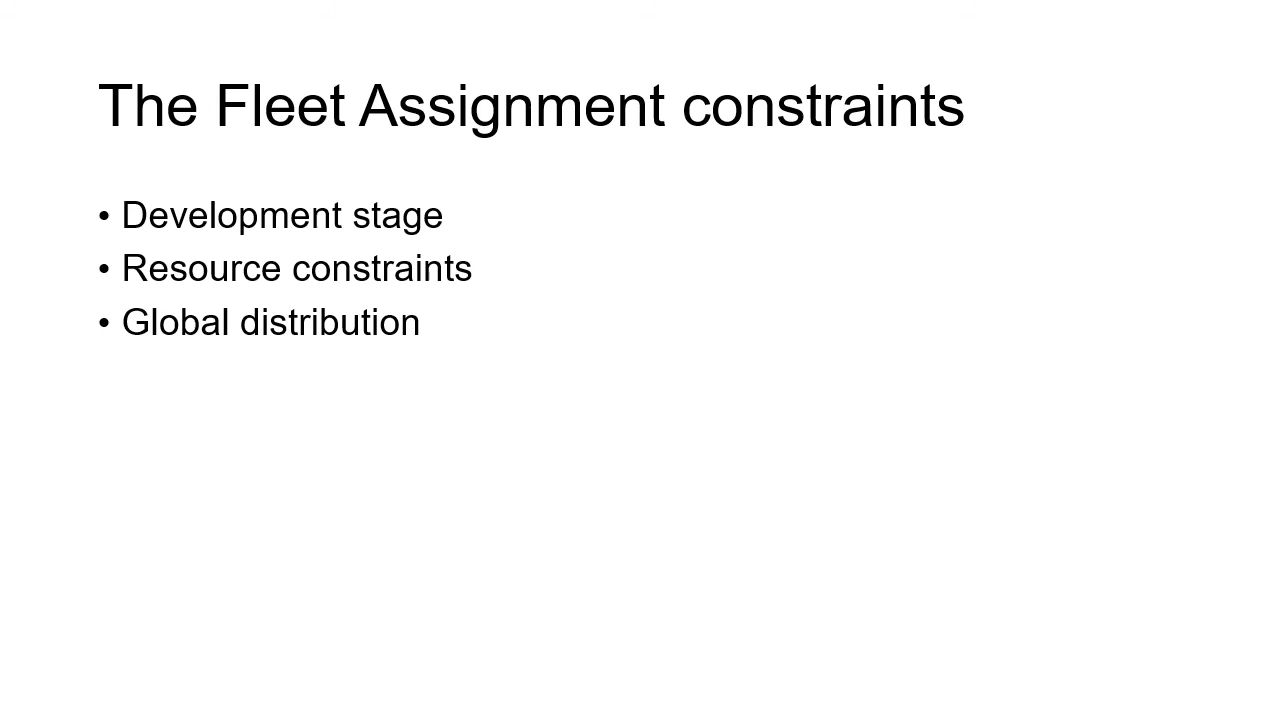 The Fleet Assignment constraints
• Development stage
• Resource constraints
• Global distribution